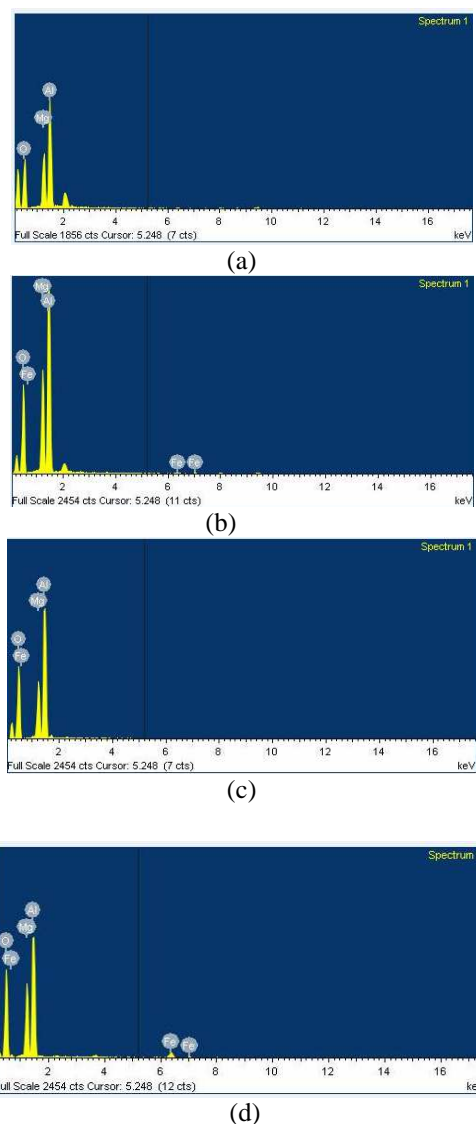 Spectrum 1
Al
Mg
O
2 4 6 8 10 12 14 16
Full Scale 1856 cts Cursor: 5.248 (7 cts) keV
(a)
Spectrum 1
Mg
Al
O
Fe
Fe Fe
2 4 6 8 10 12 14 16
Full Scale 2454 cts Cursor: 5.248 (11 cts) keV
(b)
Spectrum 1
Al
Mg
O
Fe
2 4 6 8 10 12 14 16
Full Scale 2454 cts Cursor: 5.248 (7 cts) keV
(c)
Spectrum
Al
Mg
O
Fe
Fe Fe
2 4 6 8 10 12 14 16
ull Scale 2454 cts Cursor: 5.248 (12 cts) ke
(d)